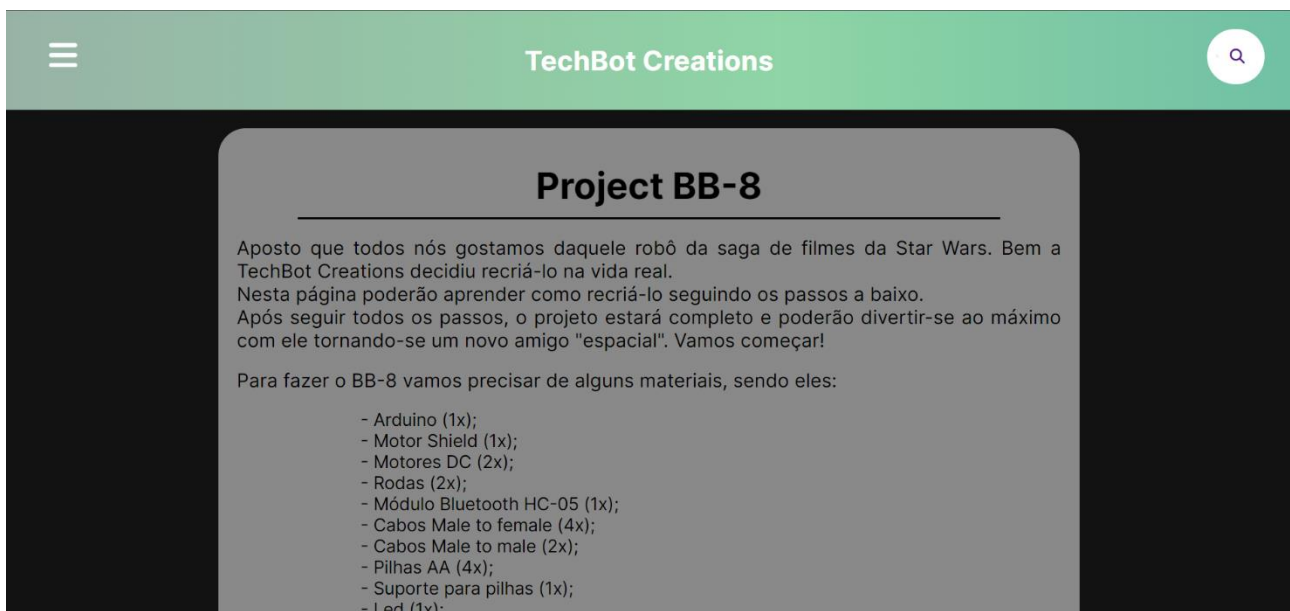 TechBot Creations
Project BB-8
Aposto que todos nós gostamos daquele robô da saga de filmes da Star Wars. Bem a
TechBot Creations decidiu recriá-lo na vida real.
Nesta página poderão aprender como recriá-lo seguindo os passos a baixo.
Após seguir todos os passos, o projeto estará completo e poderão divertir-se ao máximo
com ele tornando-se um novo amigo "espacial". Vamos começar!
Para fazer o BB-8 vamos precisar de alguns materiais, sendo eles:
- Arduino (1x);
- Motor Shield (1x);
- Motores DC (2x);
- Rodas (2x);
- Módulo Bluetooth HC-05 (1x);
- Cabos Male to female (4x);
- Cabos Male to male (2x);
- Pilhas AA (4x);
- Suporte para pilhas (1x);
- Led (1x);